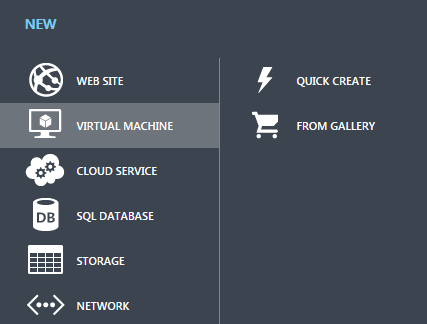 NEW
WEB SITE
VIRTUAL MACHINE
CLOUD SERVICE
DB
SQL DATABASE
STORAGE
NETWORK
QUICK CREATE
FROM GALLERY